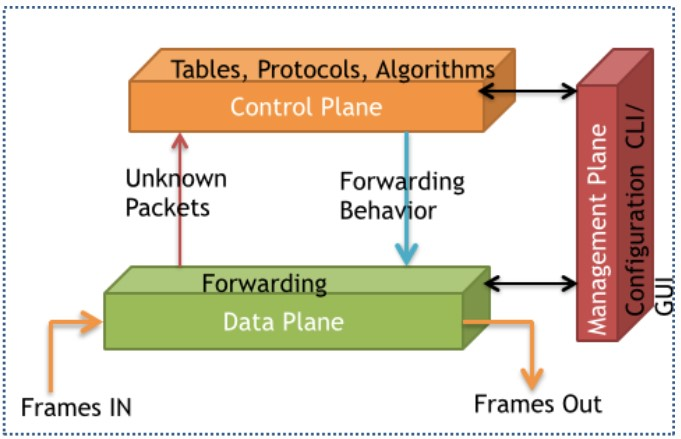 Tables, Protocols, Algorithms
Control Plane
Unknown
Packets
Forwarding
Behavior
Management Plane
Configuration CLI/
GUI
Forwarding
Data Plane
Frames IN
Frames Out